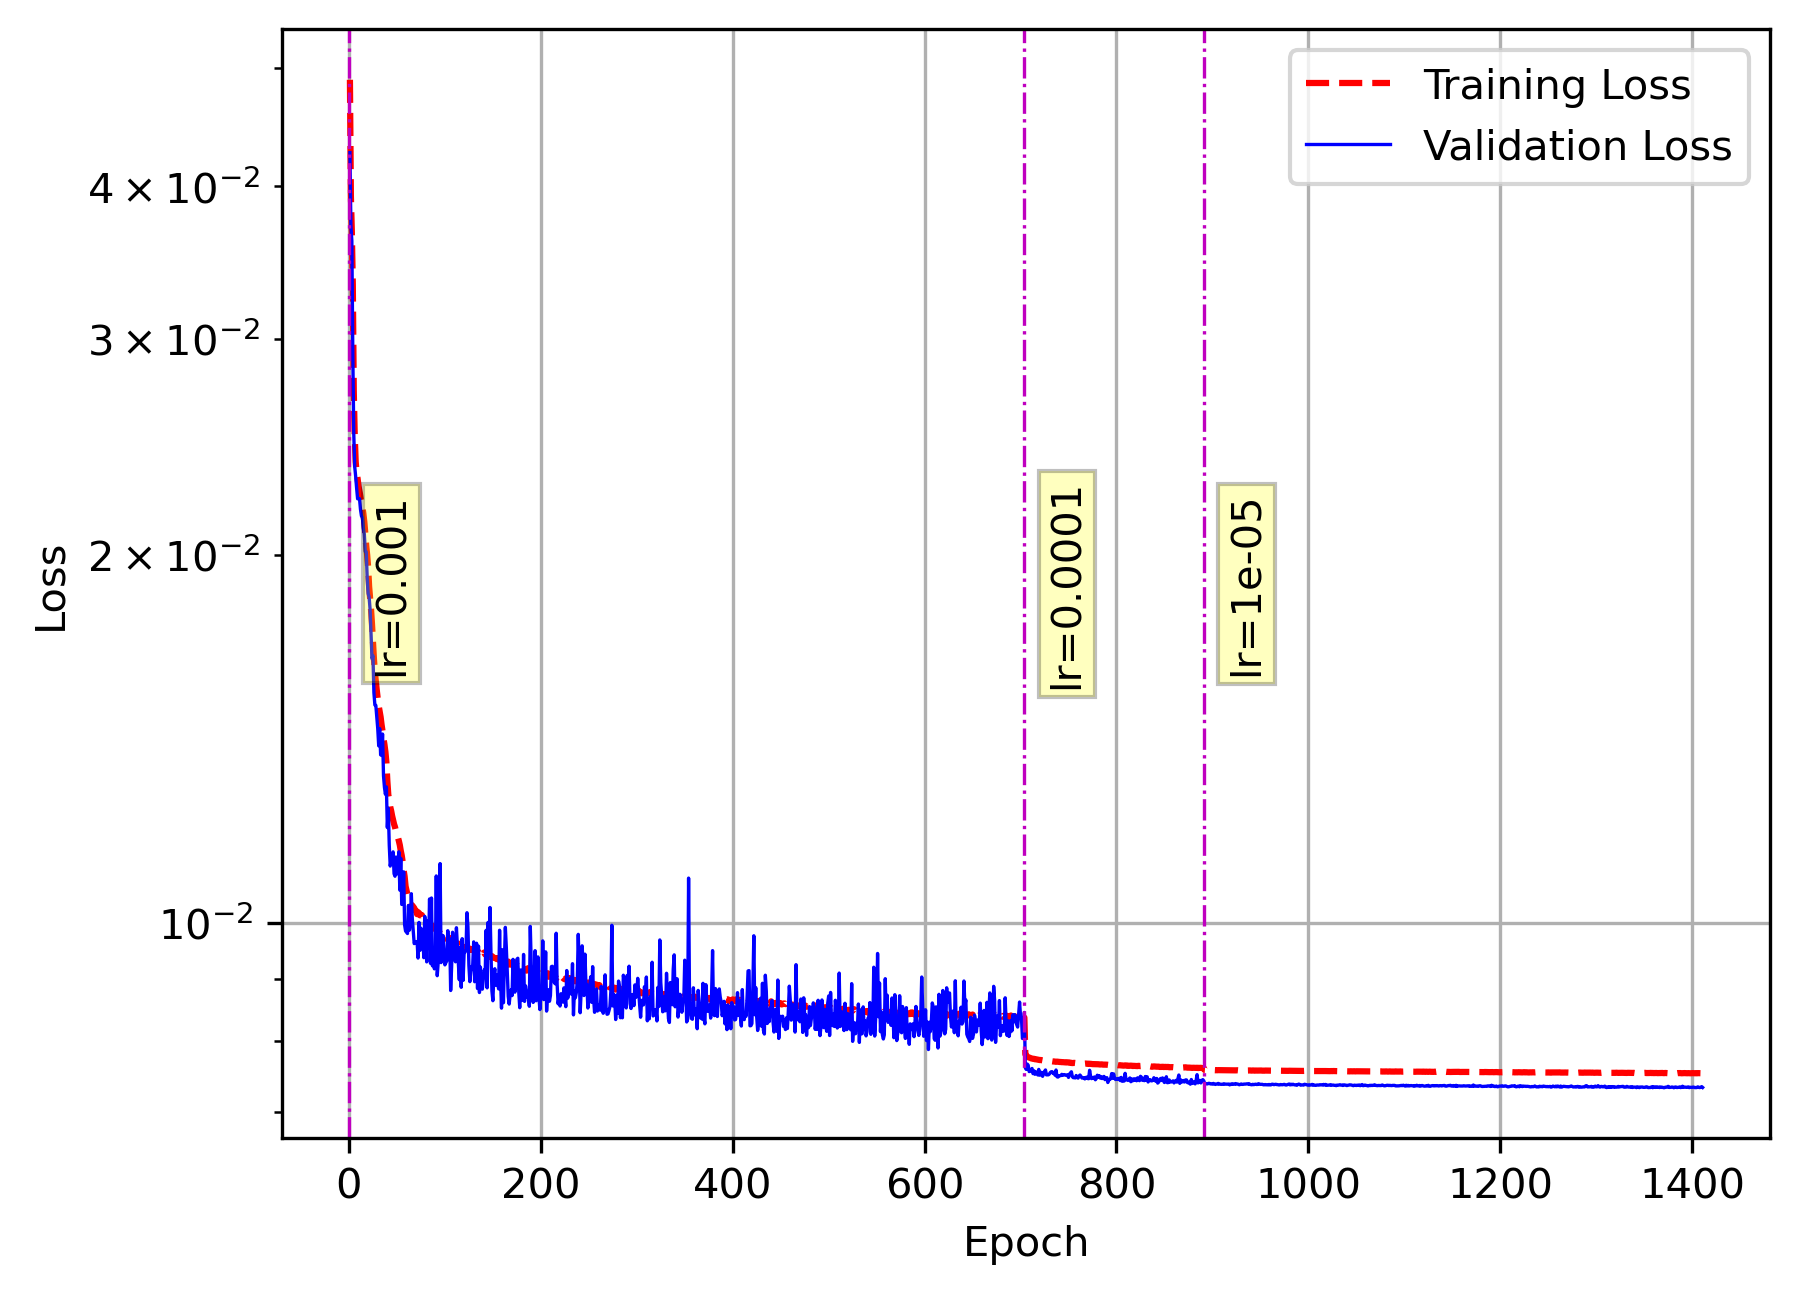 Training Loss
Validation Loss
4 × 10⁻²
3 × 10⁻²
2 × 10⁻²
10⁻²
Loss
lr=0.001
lr=0.0001
lr=1e-05
0 200 400 600 800 1000 1200 1400
Epoch